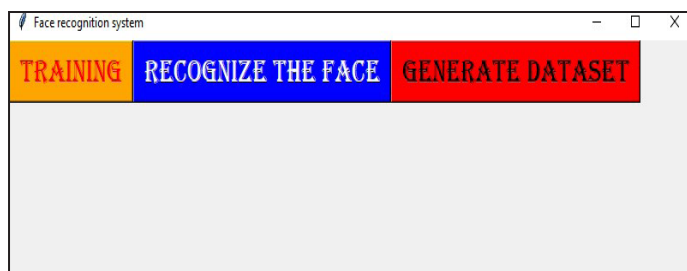 Face recognition system
TRAINING RECOGNIZE THE FACE GENERATE DATASET